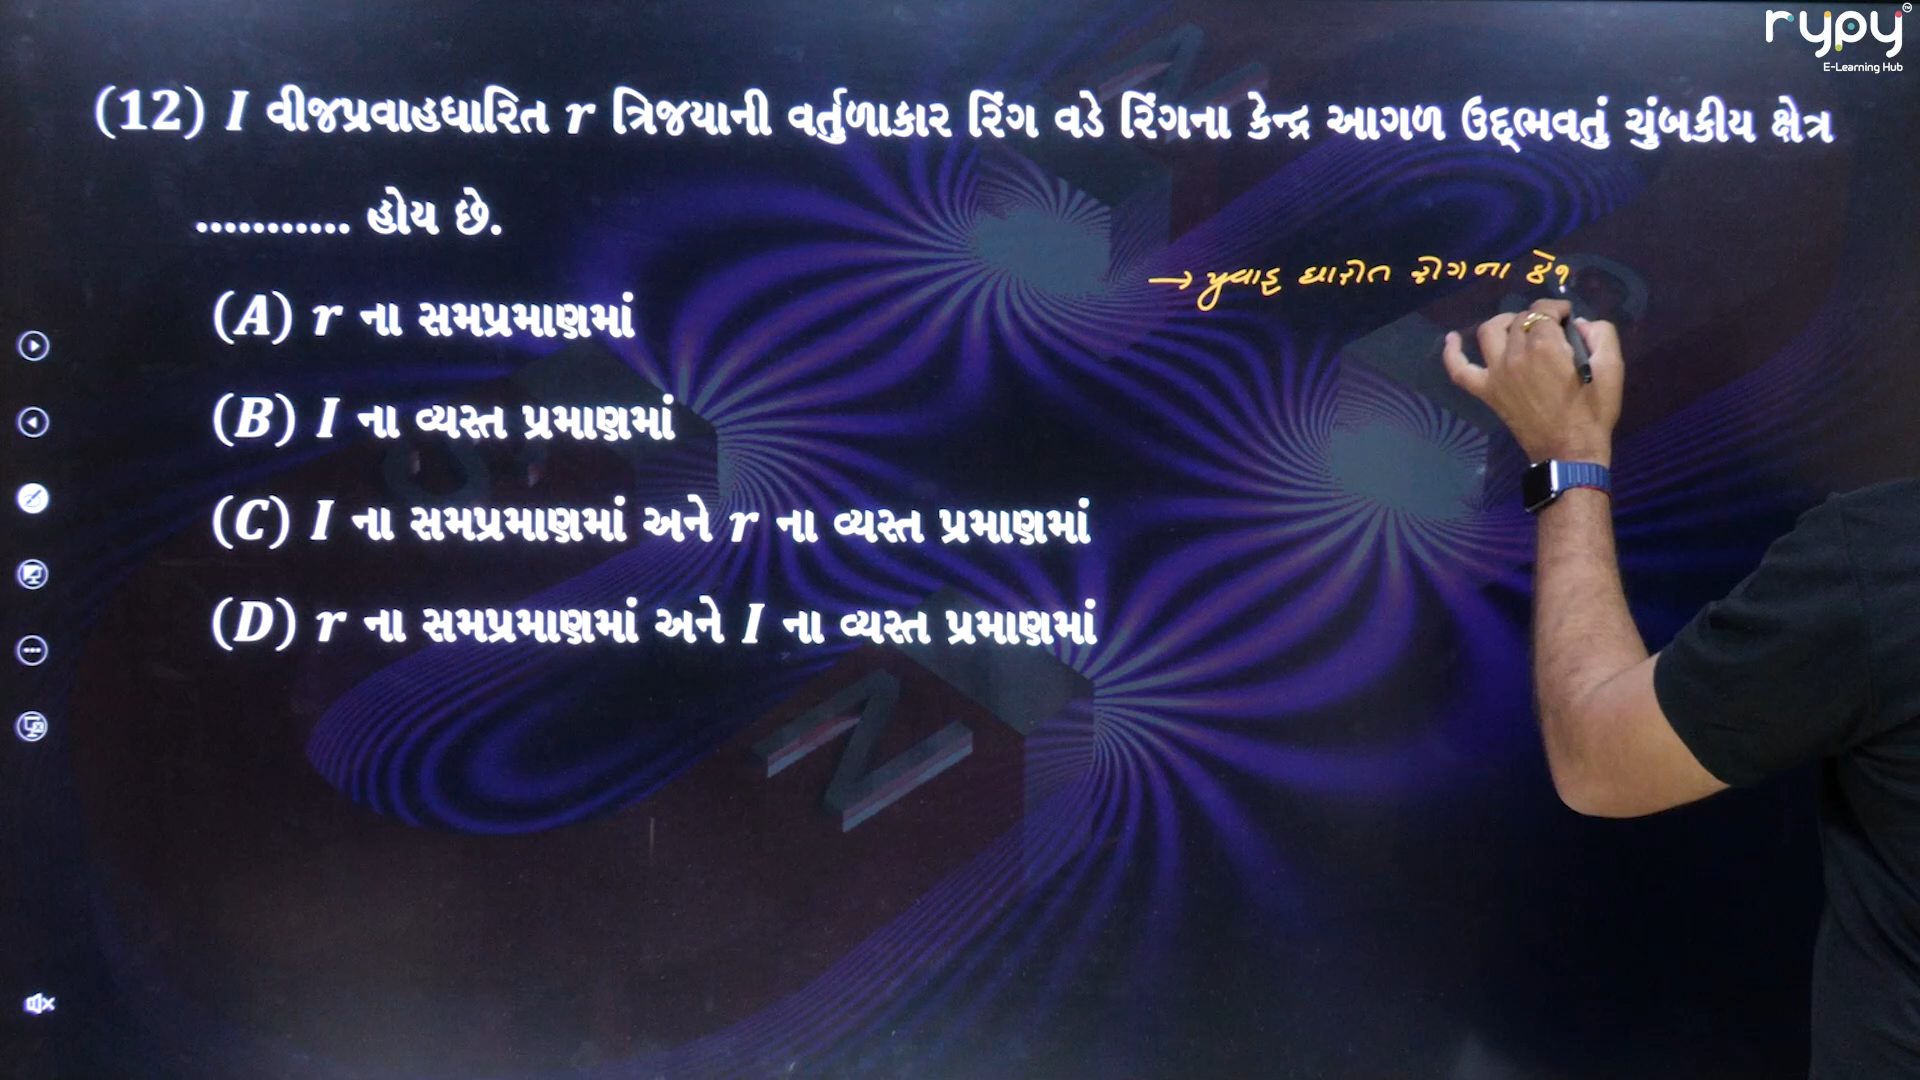 rypy
E-Learning Hub
(12) I વીજપ્રવાહધારિત r ત્રિજયાની વર્તુળાકાર રિંગ વડે રિંગના કેન્દ્ર આગળ ઉદ્દભવતું ચુંબકીય ક્ષેત્ર
........... હોય છે.
→ પ્રવાહ ધારીત રીંગના
(A) r ના સમપ્રમાણમાં
(B) I ના વ્યસ્ત પ્રમાણમાં
(C) I ના સમપ્રમાણમાં અને r ના વ્યસ્ત પ્રમાણમાં
(D) r ના સમપ્રમાણમાં અને I ના વ્યસ્ત પ્રમાણમાં